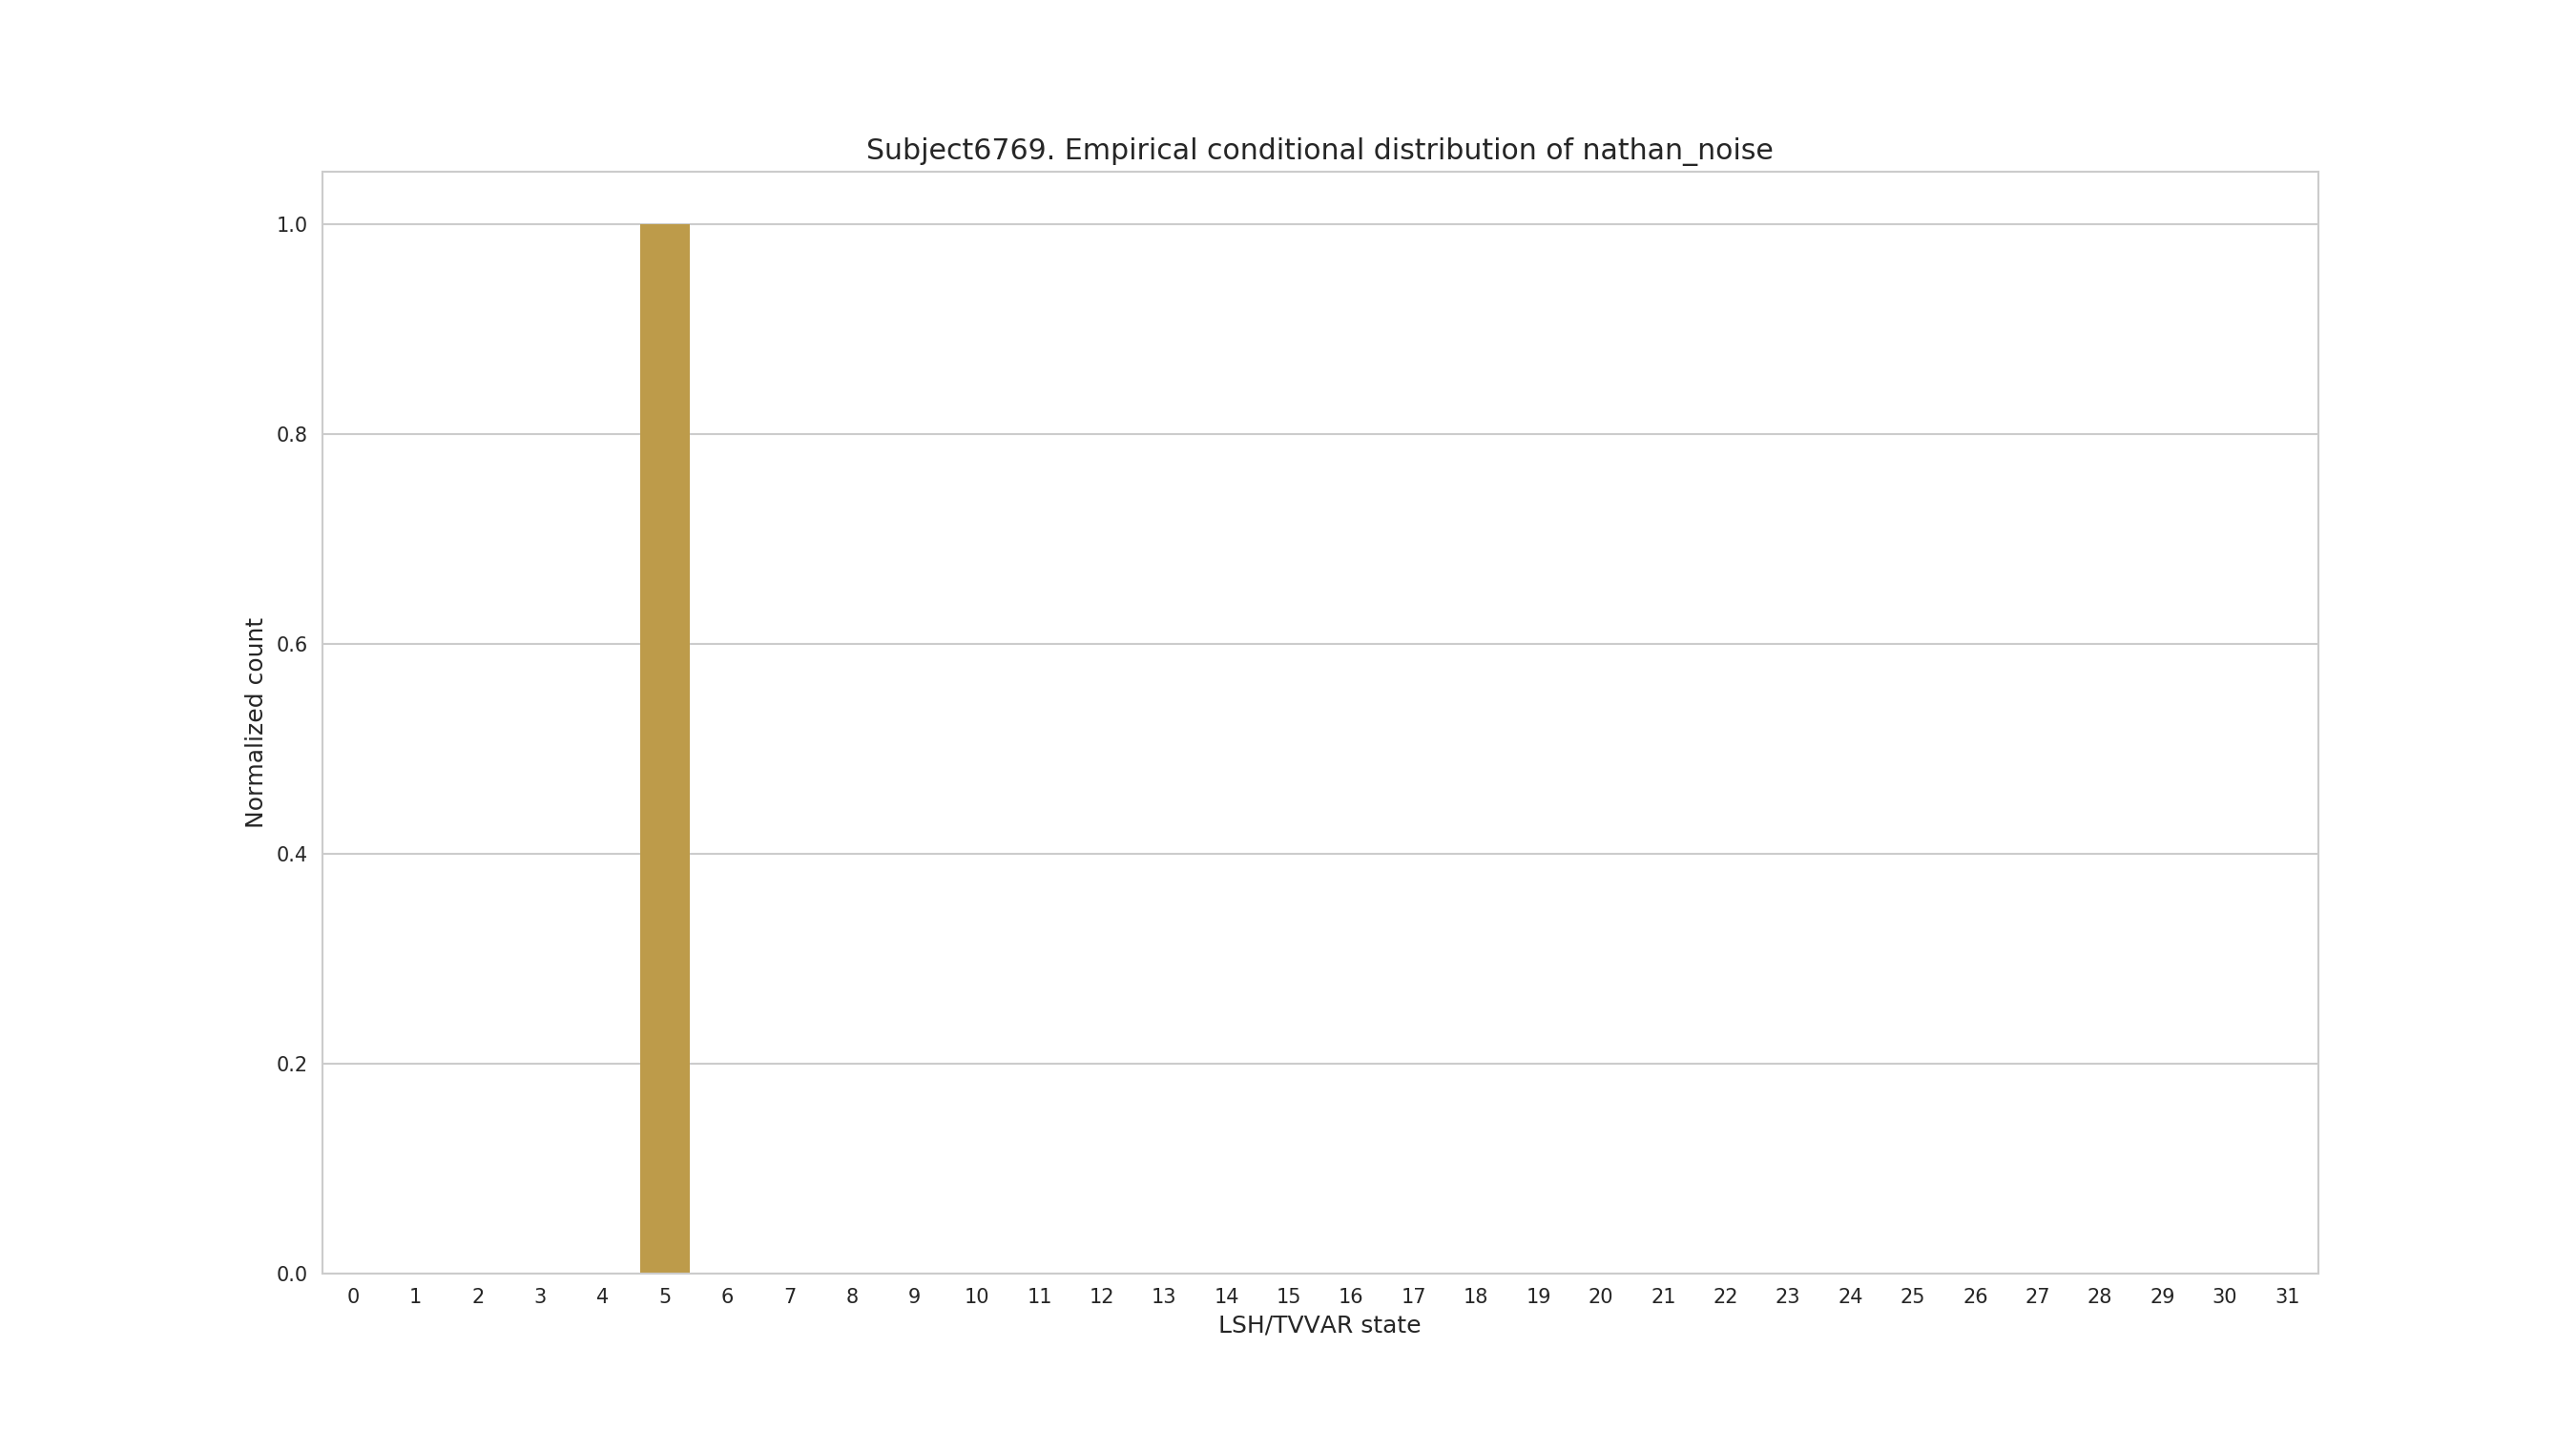 Subject6769. Empirical conditional distribution of nathan_noise
1.0
0.8
0.6
0.4
0.2
0.0
Normalized count
0 1 2 3 4 5 6 7 8 9 10 11 12 13 14 15 16 17 18 19 20 21 22 23 24 25 26 27 28 29 30 31
LSH/TVVAR state